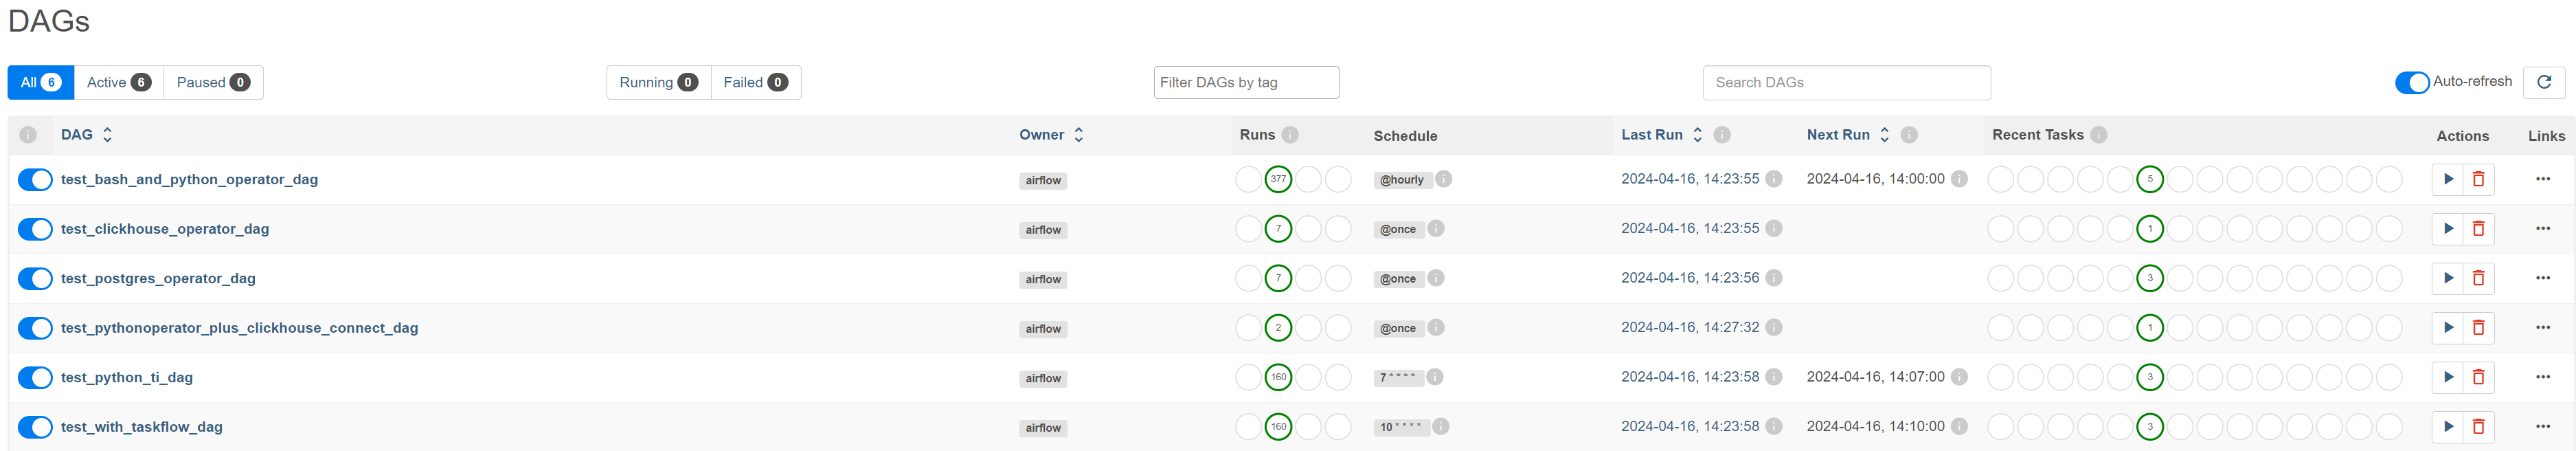 DAGs
All 6 Active 6 Paused 0 Running 0 Failed 0 Filter DAGs by tag Search DAGs Auto-refresh
i DAG Owner Runs i Schedule Last Run i Next Run i Recent Tasks i Actions Links
test_bash_and_python_operator_dag airflow 377 @hourly i 2024-04-16, 14:23:55 i 2024-04-16, 14:00:00 i 5 ...
test_clickhouse_operator_dag airflow 7 @once i 2024-04-16, 14:23:55 i 1 ...
test_postgres_operator_dag airflow 7 @once i 2024-04-16, 14:23:56 i 3 ...
test_pythonoperator_plus_clickhouse_connect_dag airflow 2 @once i 2024-04-16, 14:27:32 i 1 ...
test_python_ti_dag airflow 160 7 * * * * i 2024-04-16, 14:23:58 i 2024-04-16, 14:07:00 i 3 ...
test_with_taskflow_dag airflow 160 10 * * * * i 2024-04-16, 14:23:58 i 2024-04-16, 14:10:00 i 3 ...